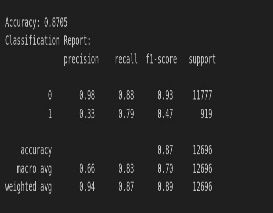 Accuracy: 0.8705
Classification Report:
precision recall f1-score support
0 0.98 0.88 0.93 11777
1 0.33 0.79 0.47 919
accuracy 0.87 12696
macro avg 0.66 0.83 0.70 12696
weighted avg 0.94 0.87 0.89 12696